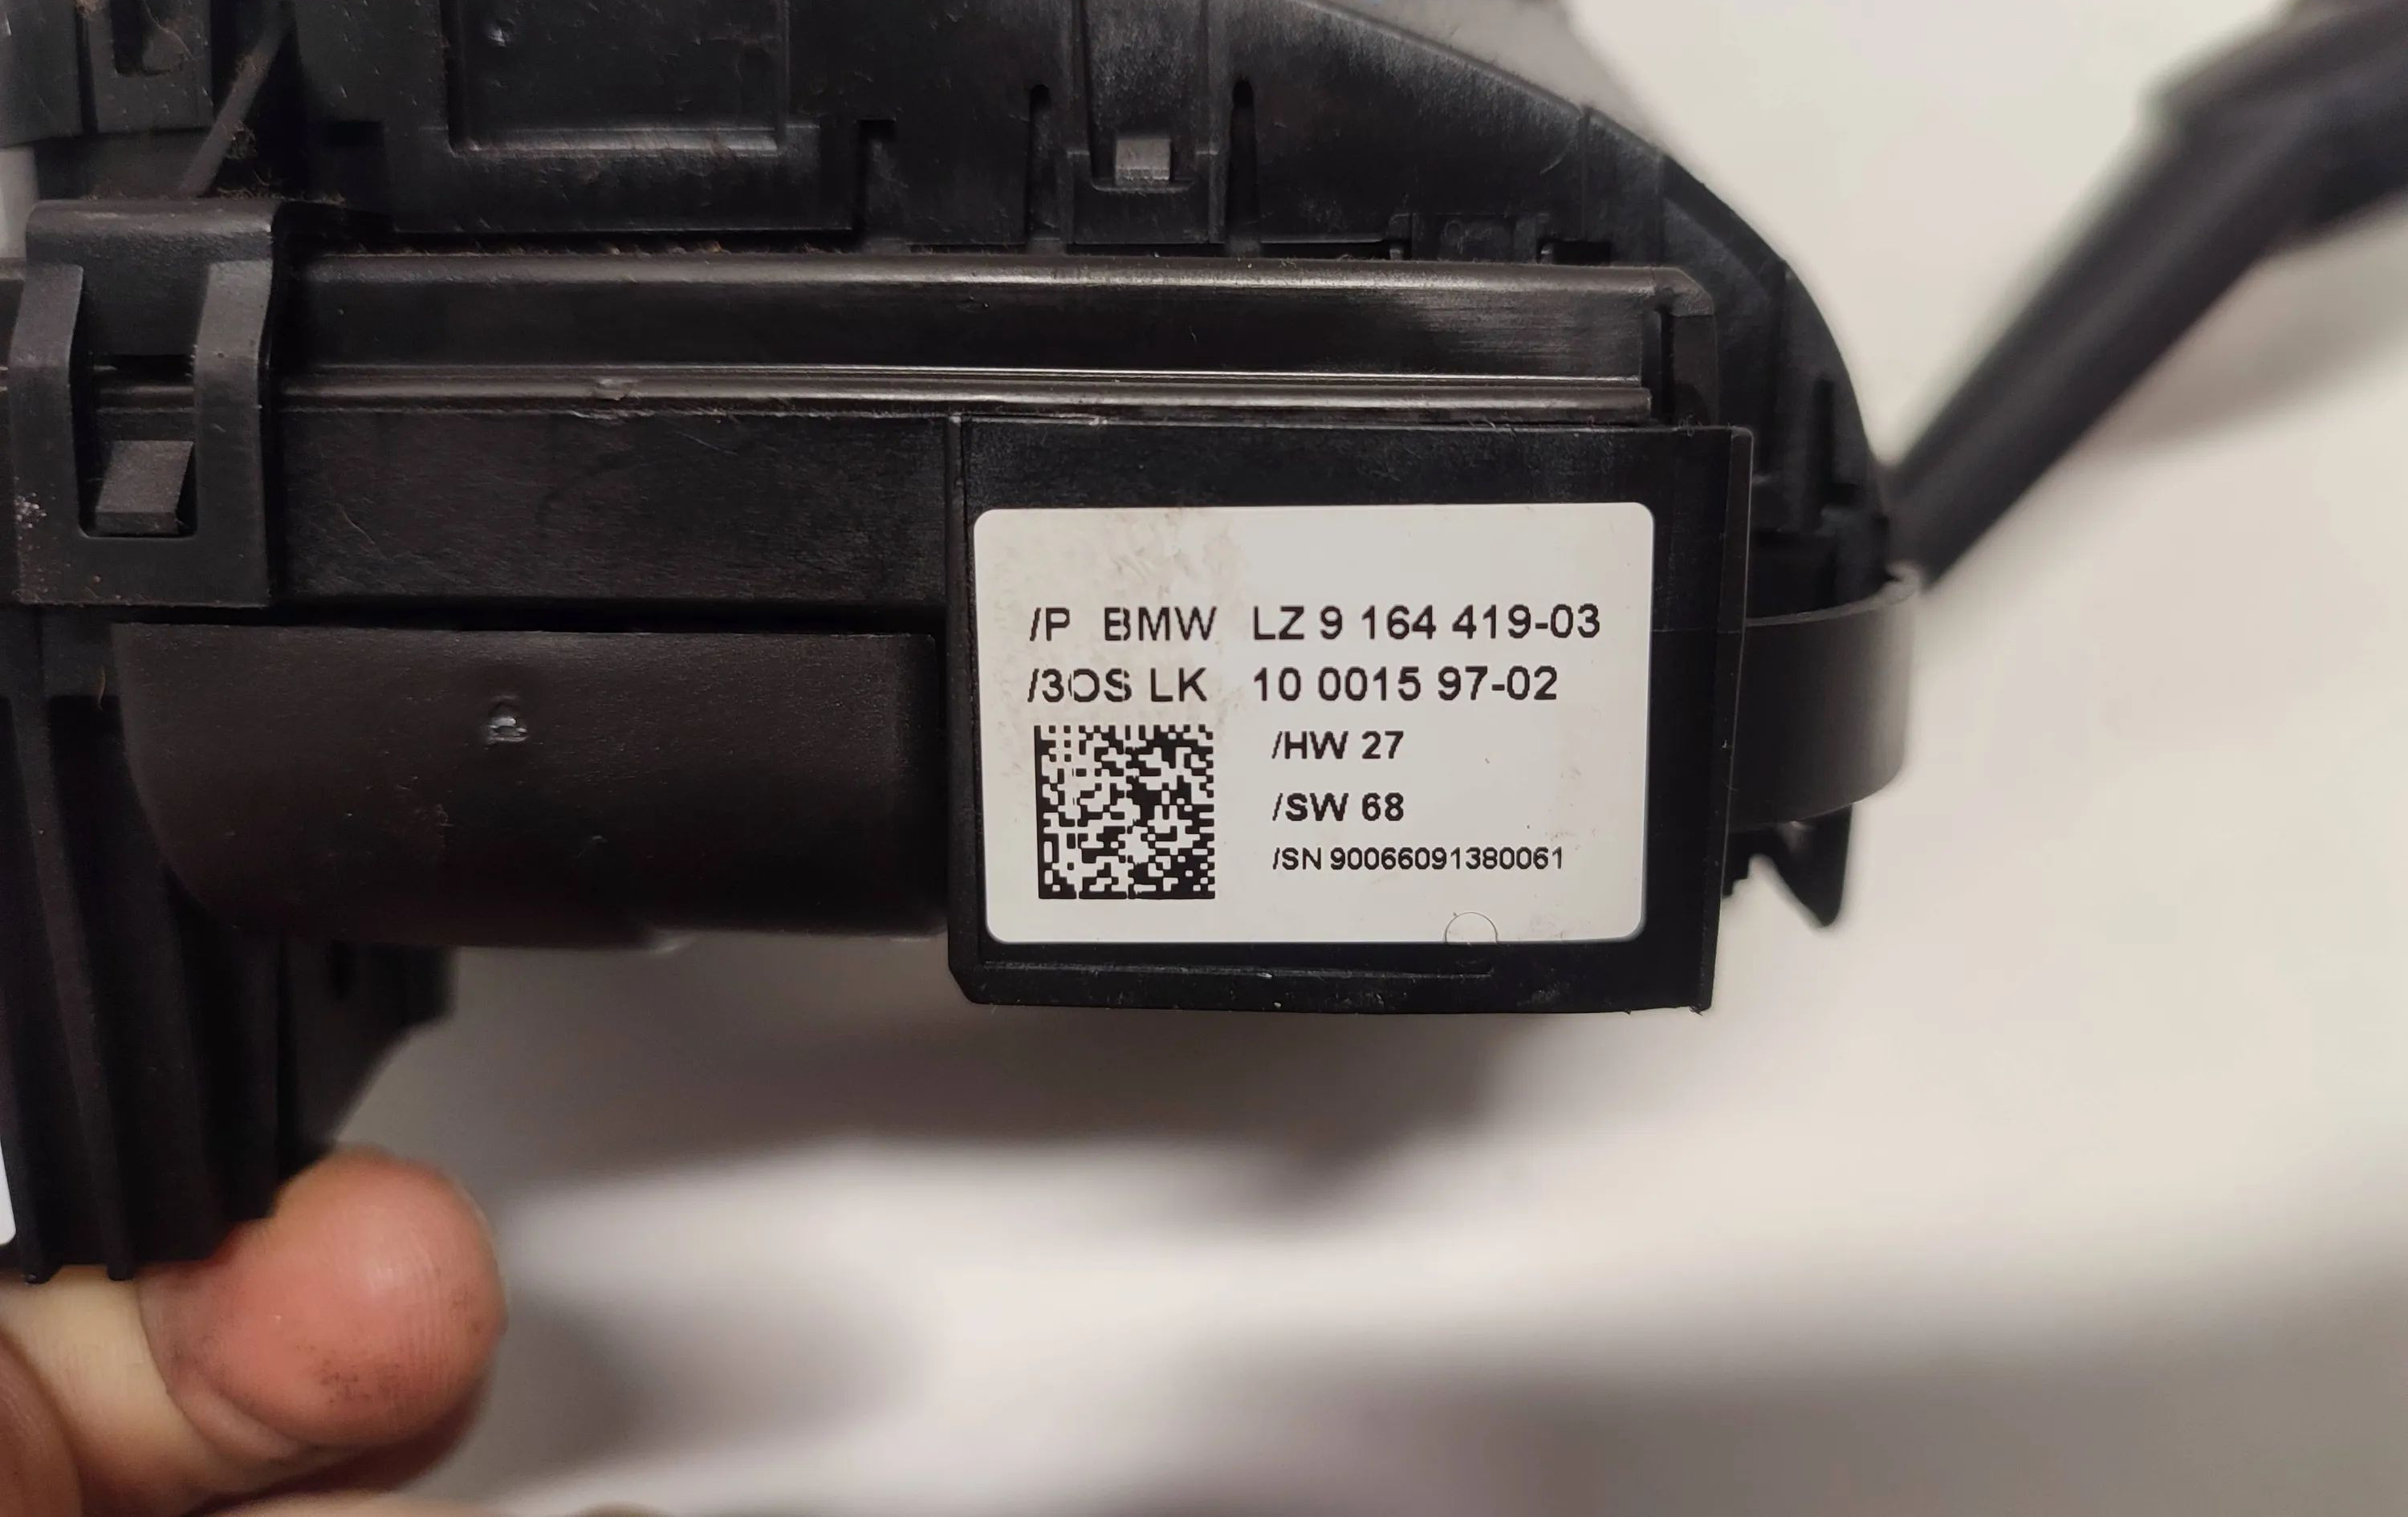 /P BMW LZ 9 164 419-03
/3OS LK 10 0015 97-02
/HW 27
/SW 68
/SN 90066091380061